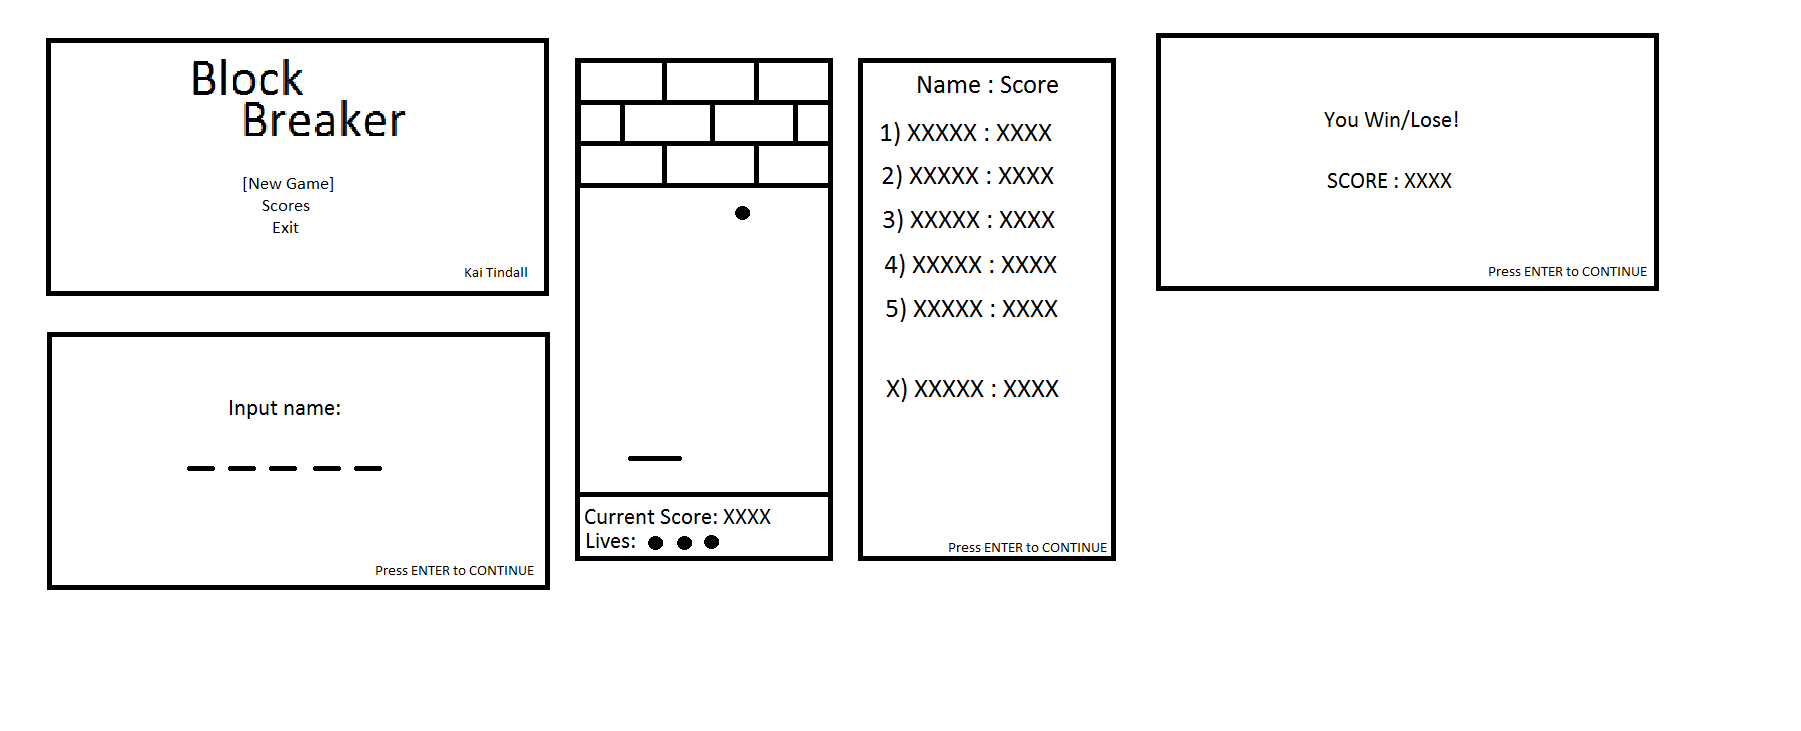 Block
Breaker
[New Game]
Scores
Exit
Kai Tindall
Input name:
Press ENTER to CONTINUE
Current Score: XXXX
Lives:
Name : Score
1) XXXXX : XXXX
2) XXXXX : XXXX
3) XXXXX : XXXX
4) XXXXX : XXXX
5) XXXXX : XXXX
X) XXXXX : XXXX
Press ENTER to CONTINUE
You Win/Lose!
SCORE : XXXX
Press ENTER to CONTINUE